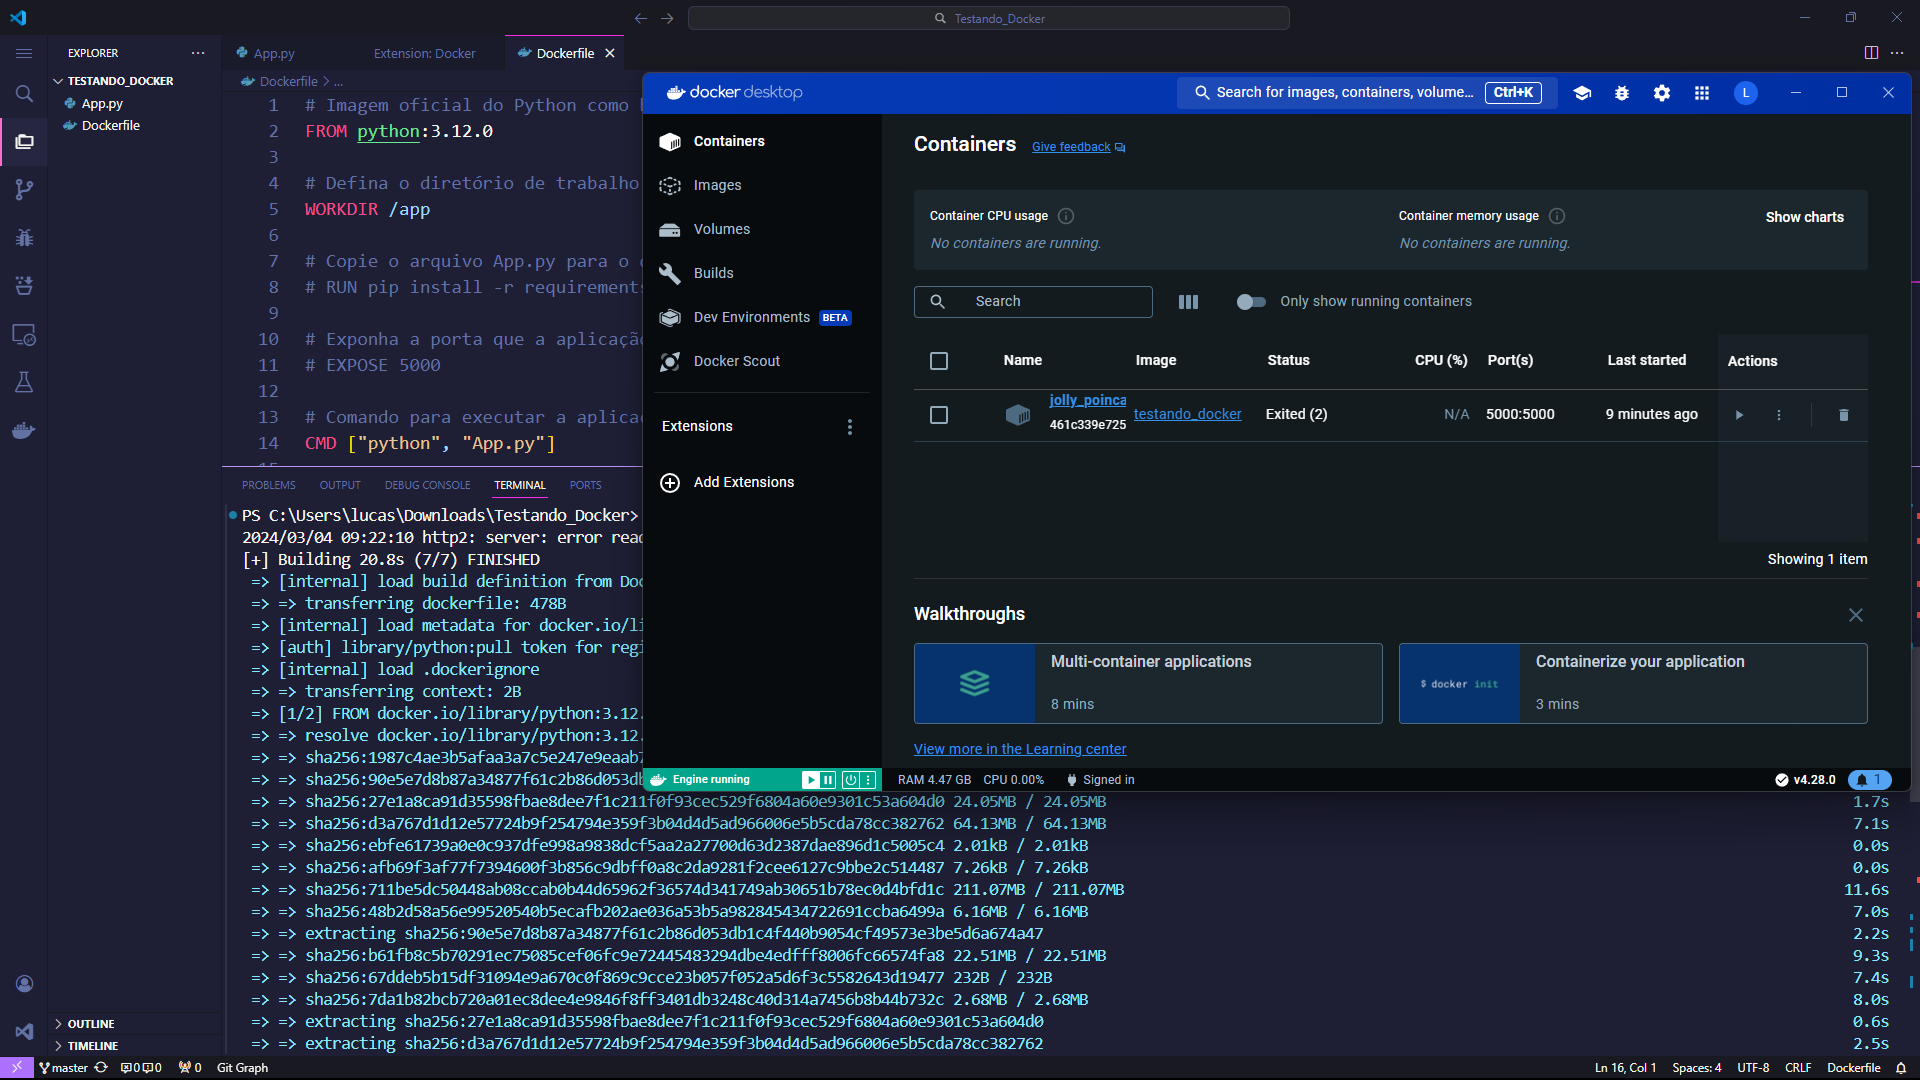 Testando_Docker
EXPLORER
TESTANDO_DOCKER
App.py
Dockerfile
OUTLINE
TIMELINE
App.py
Extension: Docker
Dockerfile
Dockerfile > ...
1 # Imagem oficial do Python como
2 FROM python:3.12.0
3
4 # Defina o diretório de trabalho
5 WORKDIR /app
6
7 # Copie o arquivo App.py para o
8 # RUN pip install -r requirements
9
10 # Exponha a porta que a aplicação
11 # EXPOSE 5000
12
13 # Comando para executar a aplicac
14 CMD ["python", "App.py"]
PROBLEMS OUTPUT DEBUG CONSOLE TERMINAL PORTS
PS C:\Users\lucas\Downloads\Testando_Docker>
2024/03/04 09:22:10 http2: server: error read
[+] Building 20.8s (7/7) FINISHED
=> [internal] load build definition from Doc
=> => transferring dockerfile: 478B
=> [internal] load metadata for docker.io/li
=> [auth] library/python:pull token for regi
=> [internal] load .dockerignore
=> => transferring context: 2B
=> [1/2] FROM docker.io/library/python:3.12.
=> => resolve docker.io/library/python:3.12.
=> => sha256:1987c4ae3b5afaa3a7c5e247e9eaab7
=> => sha256:90e5e7d8b87a34877f61c2b86d053db
=> => sha256:27e1a8ca91d35598fbae8dee7f1c211f0f93cec529f6804a60e9301c53a604d0 24.05MB / 24.05MB 1.7s
=> => sha256:d3a767d1d12e57724b9f254794e359f3b04d4d5ad966006e5b5cda78cc382762 64.13MB / 64.13MB 7.1s
=> => sha256:ebfe61739a0e0c937dfe998a9838dcf5aa2a27700d63d2387dae896d1c5005c4 2.01kB / 2.01kB 0.0s
=> => sha256:afb69f3af77f7394600f3b856c9dbff0a8c2da9281f2cee6127c9bbe2c514487 7.26kB / 7.26kB 0.0s
=> => sha256:711be5dc50448ab08ccab0b44d65962f36574d341749ab30651b78ec0d4bfd1c 211.07MB / 211.07MB 11.6s
=> => sha256:48b2d58a56e99520540b5ecafb202ae036a53b5a982845434722691ccba6499a 6.16MB / 6.16MB 7.0s
=> => extracting sha256:90e5e7d8b87a34877f61c2b86d053db1c4f440b9054cf49573e3be5d6a674a47 2.2s
=> => sha256:b61fb8c5b70291ec75085cef06fc9e72445483294dbe4edfff8006fc66574fa8 22.51MB / 22.51MB 9.3s
=> => sha256:67ddeb5b15df31094e9a670c0f869c9cce23b057f052a5d6f3c5582643d19477 232B / 232B 7.4s
=> => sha256:7da1b82bcb720a01ec8dee4e9846f8ff3401db3248c40d314a7456b8b44b732c 2.68MB / 2.68MB 8.0s
=> => extracting sha256:27e1a8ca91d35598fbae8dee7f1c211f0f93cec529f6804a60e9301c53a604d0 0.6s
=> => extracting sha256:d3a767d1d12e57724b9f254794e359f3b04d4d5ad966006e5b5cda78cc382762 2.5s
docker desktop
Search for images, containers, volume... Ctrl+K
L
Containers
Images
Volumes
Builds
Dev Environments BETA
Docker Scout
Extensions
Add Extensions
Containers Give feedback
Container CPU usage
No containers are running.
Container memory usage
No containers are running.
Show charts
Search
Only show running containers
Name Image Status CPU (%) Port(s) Last started Actions
jolly_poinca
461c339e725
testando_docker Exited (2) N/A 5000:5000 9 minutes ago
Showing 1 item
Walkthroughs
Multi-container applications
8 mins
$ docker init
Containerize your application
3 mins
View more in the Learning center
Engine running
RAM 4.47 GB CPU 0.00% Signed in
v4.28.0 1
master 0 0 0 Git Graph
Ln 16, Col 1 Spaces: 4 UTF-8 CRLF Dockerfile